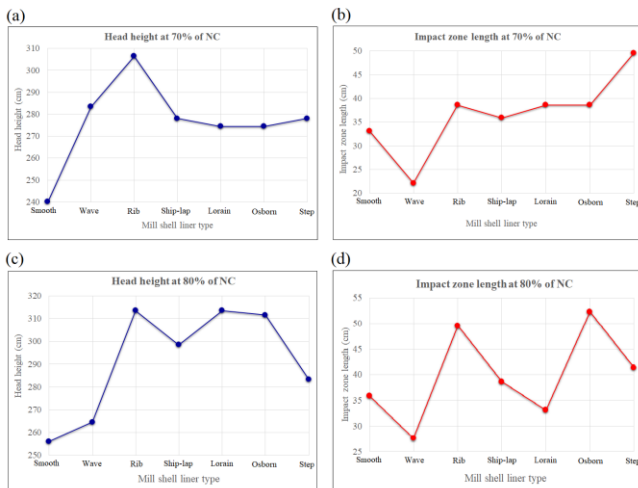 (a)
Head height at 70% of NC
310
300
290
280
270
260
250
240
Head height (cm)
Smooth Wave Rib Ship-lap Lorain Osborn Step
Mill shell liner type
(b)
Impact zone length at 70% of NC
50
45
40
35
30
25
20
Impact zone length (cm)
Smooth Wave Rib Ship-lap Lorain Osborn Step
Mill shell liner type
(c)
Head height at 80% of NC
320
310
300
290
280
270
260
250
Head height (cm)
Smooth Wave Rib Ship-lap Lorain Osborn Step
Mill shell liner type
(d)
Impact zone length at 80% of NC
55
50
45
40
35
30
25
Impact zone length (cm)
Smooth Wave Rib Ship-lap Lorain Osborn Step
Mill shell liner type